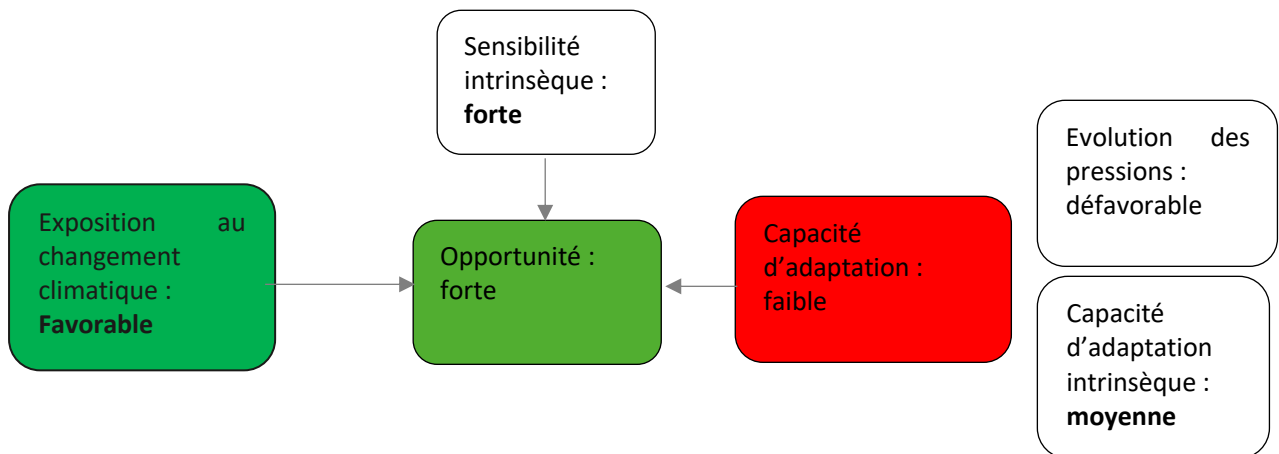 Sensibilité
intrinsèque :
forte
Evolution des
pressions :
défavorable
Exposition au
changement
climatique :
Favorable
Opportunité :
forte
Capacité
d’adaptation :
faible
Capacité
d’adaptation
intrinsèque :
moyenne